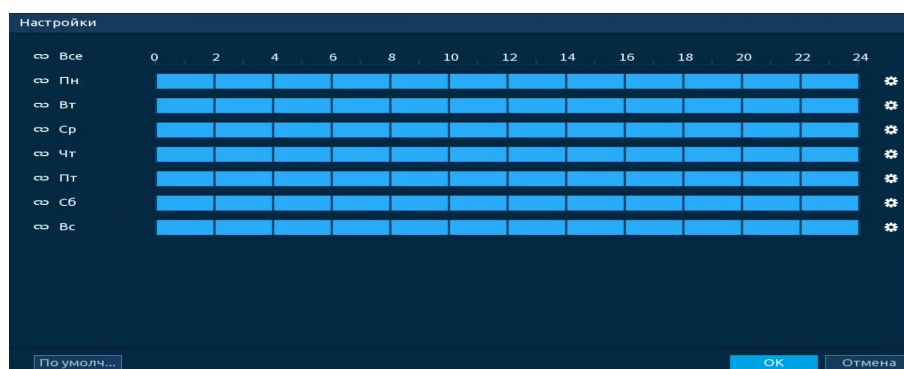 Настройки
Все 0 2 4 6 8 10 12 14 16 18 20 22 24
Пн
Вт
Ср
Чт
Пт
Сб
Вс
По умолч... OK Отмена